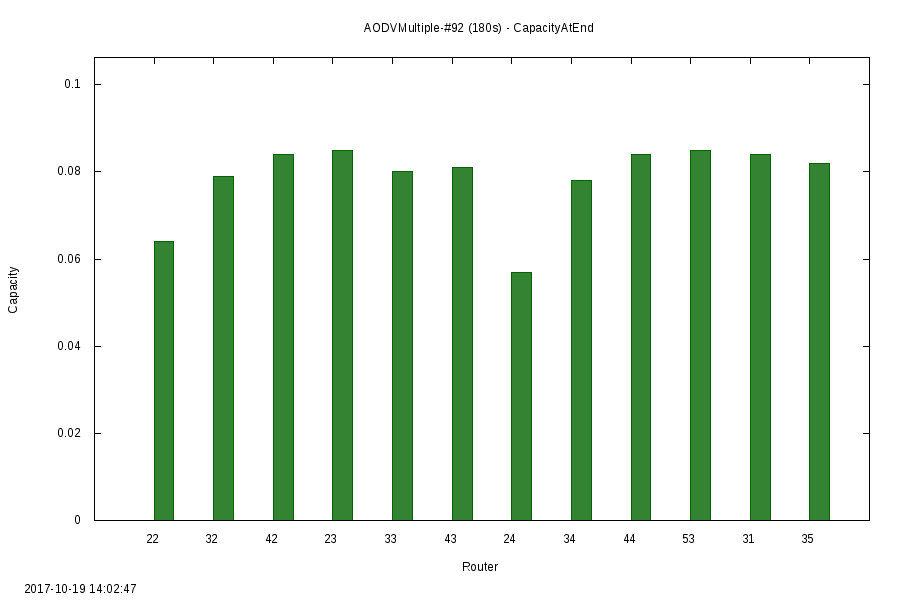 AODVMultiple-#92 (180s) - CapacityAtEnd
0.1
0.08
0.06
0.04
0.02
0
Capacity
22 32 42 23 33 43 24 34 44 53 31 35
Router
2017-10-19 14:02:47